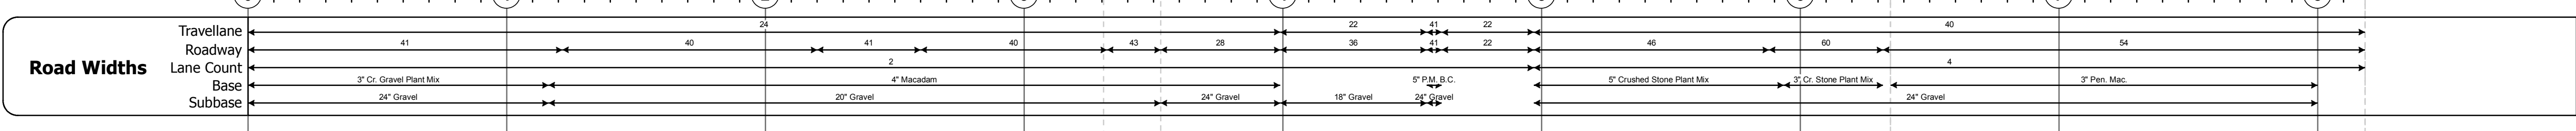 Travellane 24 22 41 22 40
Roadway 41 40 41 40 43 28 36 41 22 46 60 54
Road Widths
Lane Count 2 4
Base 3" Cr. Gravel Plant Mix 4" Macadam 5" P.M. B.C. 5" Crushed Stone Plant Mix 3" Cr. Stone Plant Mix 3" Pen. Mac.
Subbase 24" Gravel 20" Gravel 24" Gravel 18" Gravel 24" Gravel 24" Gravel